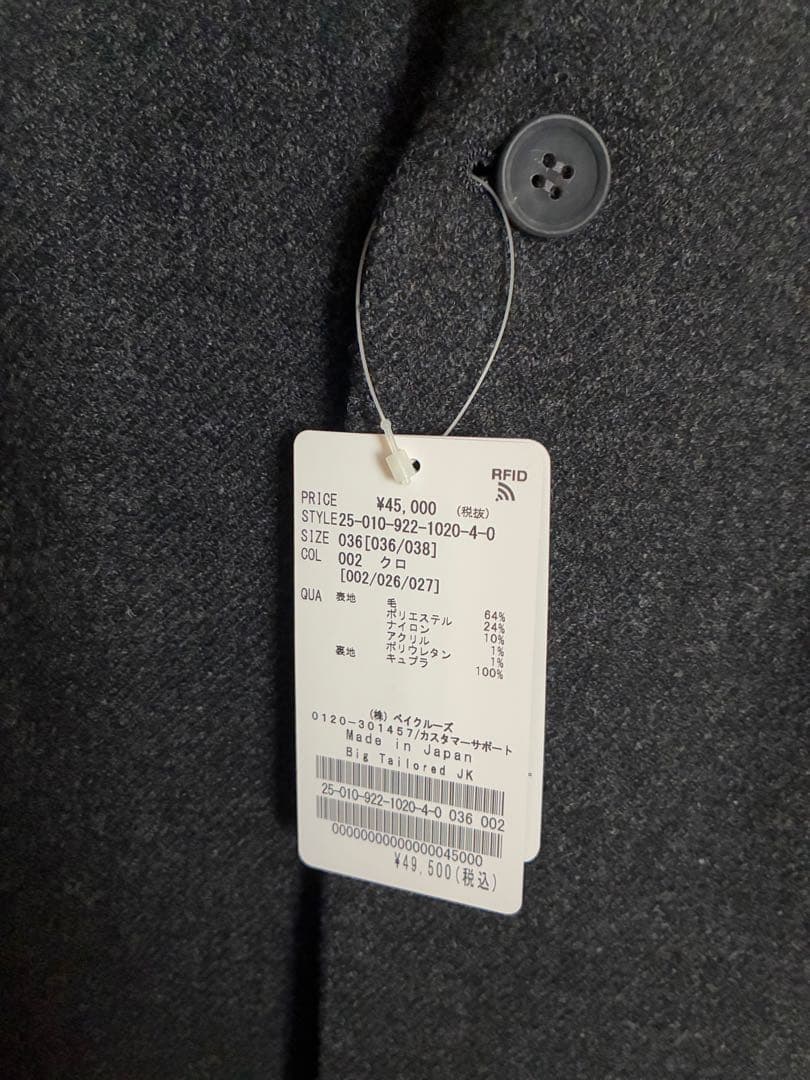 RFID
PRICE ¥45,000 (税抜)
STYLE 25-010-922-1020-4-0
SIZE 036[036/038]
COL 002 クロ
[002/026/027]
QUA 表地 毛 64%
ポリエステル 24%
ナイロン 10%
アクリル 1%
ポリウレタン 1%
裏地 キュプラ 100%
(株)ベイクルーズ
0120-301457/カスタマーサポート
Made in Japan
Big Tailored JK
25-010-922-1020-4-0 036 002
00000000000000045000
¥49,500(税込)